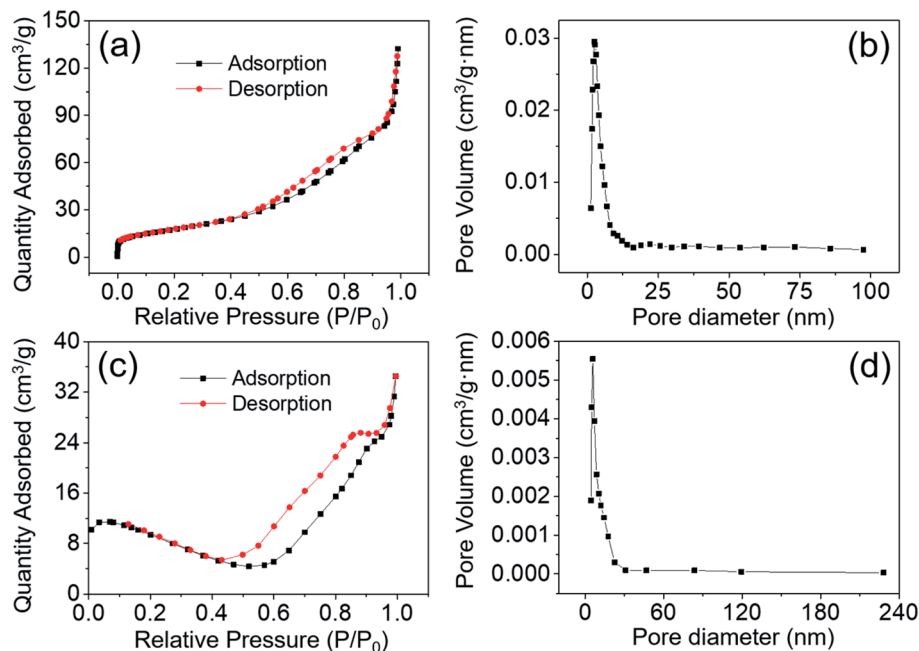 (a)
Adsorption
Desorption
Quantity Adsorbed (cm³/g)
150
120
90
60
30
0
0.0 0.2 0.4 0.6 0.8 1.0
Relative Pressure (P/P₀)
(b)
Pore Volume (cm³/g·nm)
0.03
0.02
0.01
0.00
0 25 50 75 100
Pore diameter (nm)
(c)
Adsorption
Desorption
Quantity Adsorbed (cm³/g)
40
32
24
16
8
0
0.0 0.2 0.4 0.6 0.8 1.0
Relative Pressure (P/P₀)
(d)
Pore Volume (cm³/g·nm)
0.006
0.005
0.004
0.003
0.002
0.001
0.000
0 60 120 180 240
Pore diameter (nm)